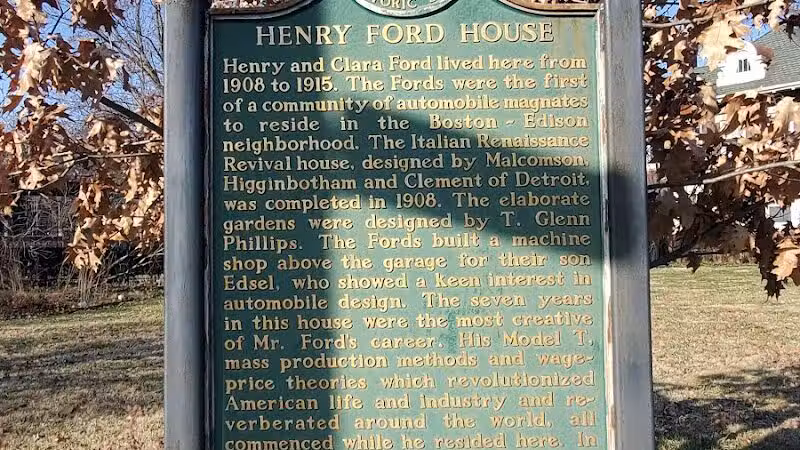 HENRY FORD HOUSE
Henry and Clara Ford lived here from
1908 to 1915. The Fords were the first
of a community of automobile magnates
to reside in the Boston - Edison
neighborhood. The Italian Renaissance
Revival house, designed by Malcomson,
Higginbotham and Clement of Detroit,
was completed in 1908. The elaborate
gardens were designed by T. Glenn
Phillips. The Fords built a machine
shop above the garage for their son
Edsel, who showed a keen interest in
automobile design. The seven years
in this house were the most creative
of Mr. Ford's career. His Model T,
mass production methods and wage-
price theories which revolutionized
American life and industry and re-
verberated around the world, all
commenced while he resided here. In